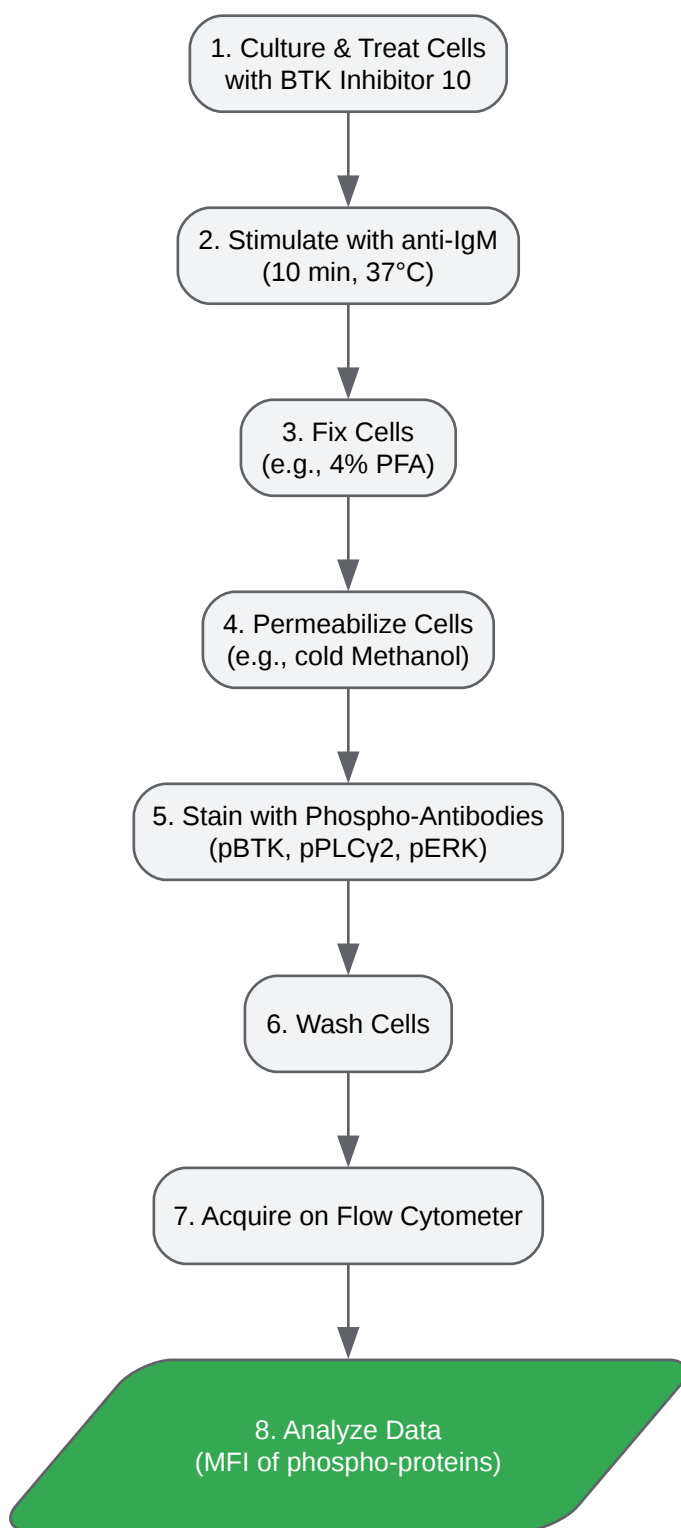 1. Culture & Treat Cells
with BTK Inhibitor 10
2. Stimulate with anti-IgM
(10 min, 37°C)
3. Fix Cells
(e.g., 4% PFA)
4. Permeabilize Cells
(e.g., cold Methanol)
5. Stain with Phospho-Antibodies
(pBTK, pPLCγ2, pERK)
6. Wash Cells
7. Acquire on Flow Cytometer
8. Analyze Data
(MFI of phospho-proteins)